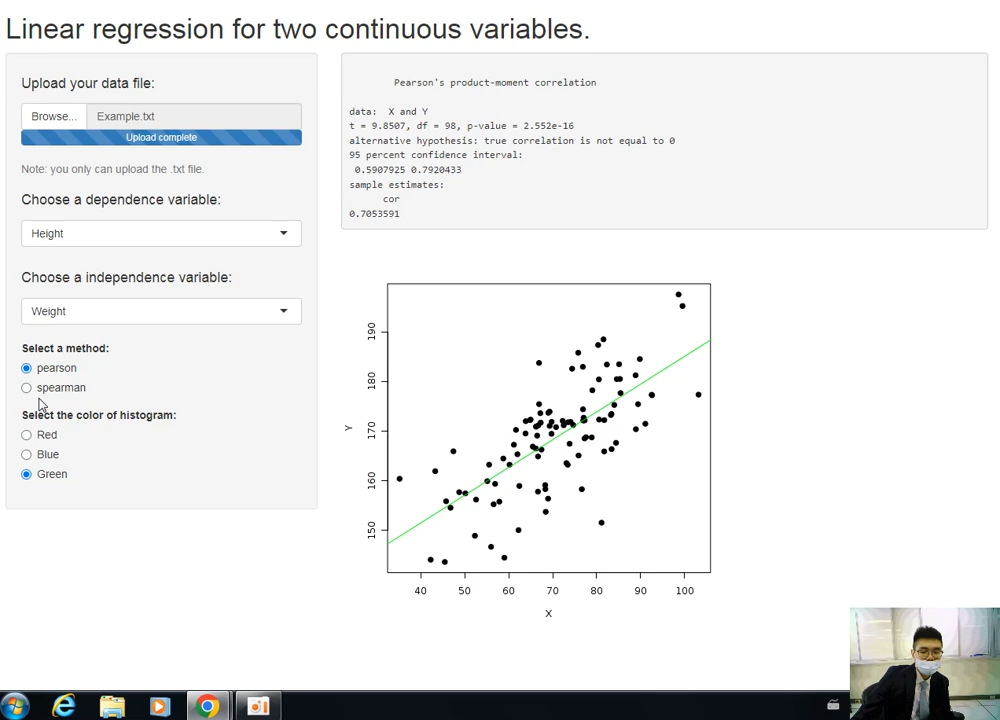 Linear regression for two continuous variables.
Upload your data file:
Browse...
Example.txt
Upload complete
Note: you only can upload the .txt file.
Choose a dependence variable:
Height
Choose a independence variable:
Weight
Select a method:
pearson
spearman
Select the color of histogram:
Red
Blue
Green
Pearson's product-moment correlation
data:  X and Y
t = 9.8507, df = 98, p-value = 2.552e-16
alternative hypothesis: true correlation is not equal to 0
95 percent confidence interval:
0.5907925 0.7920433
sample estimates:
cor
0.7053591
190
180
170
160
150
Y
40 50 60 70 80 90 100
X